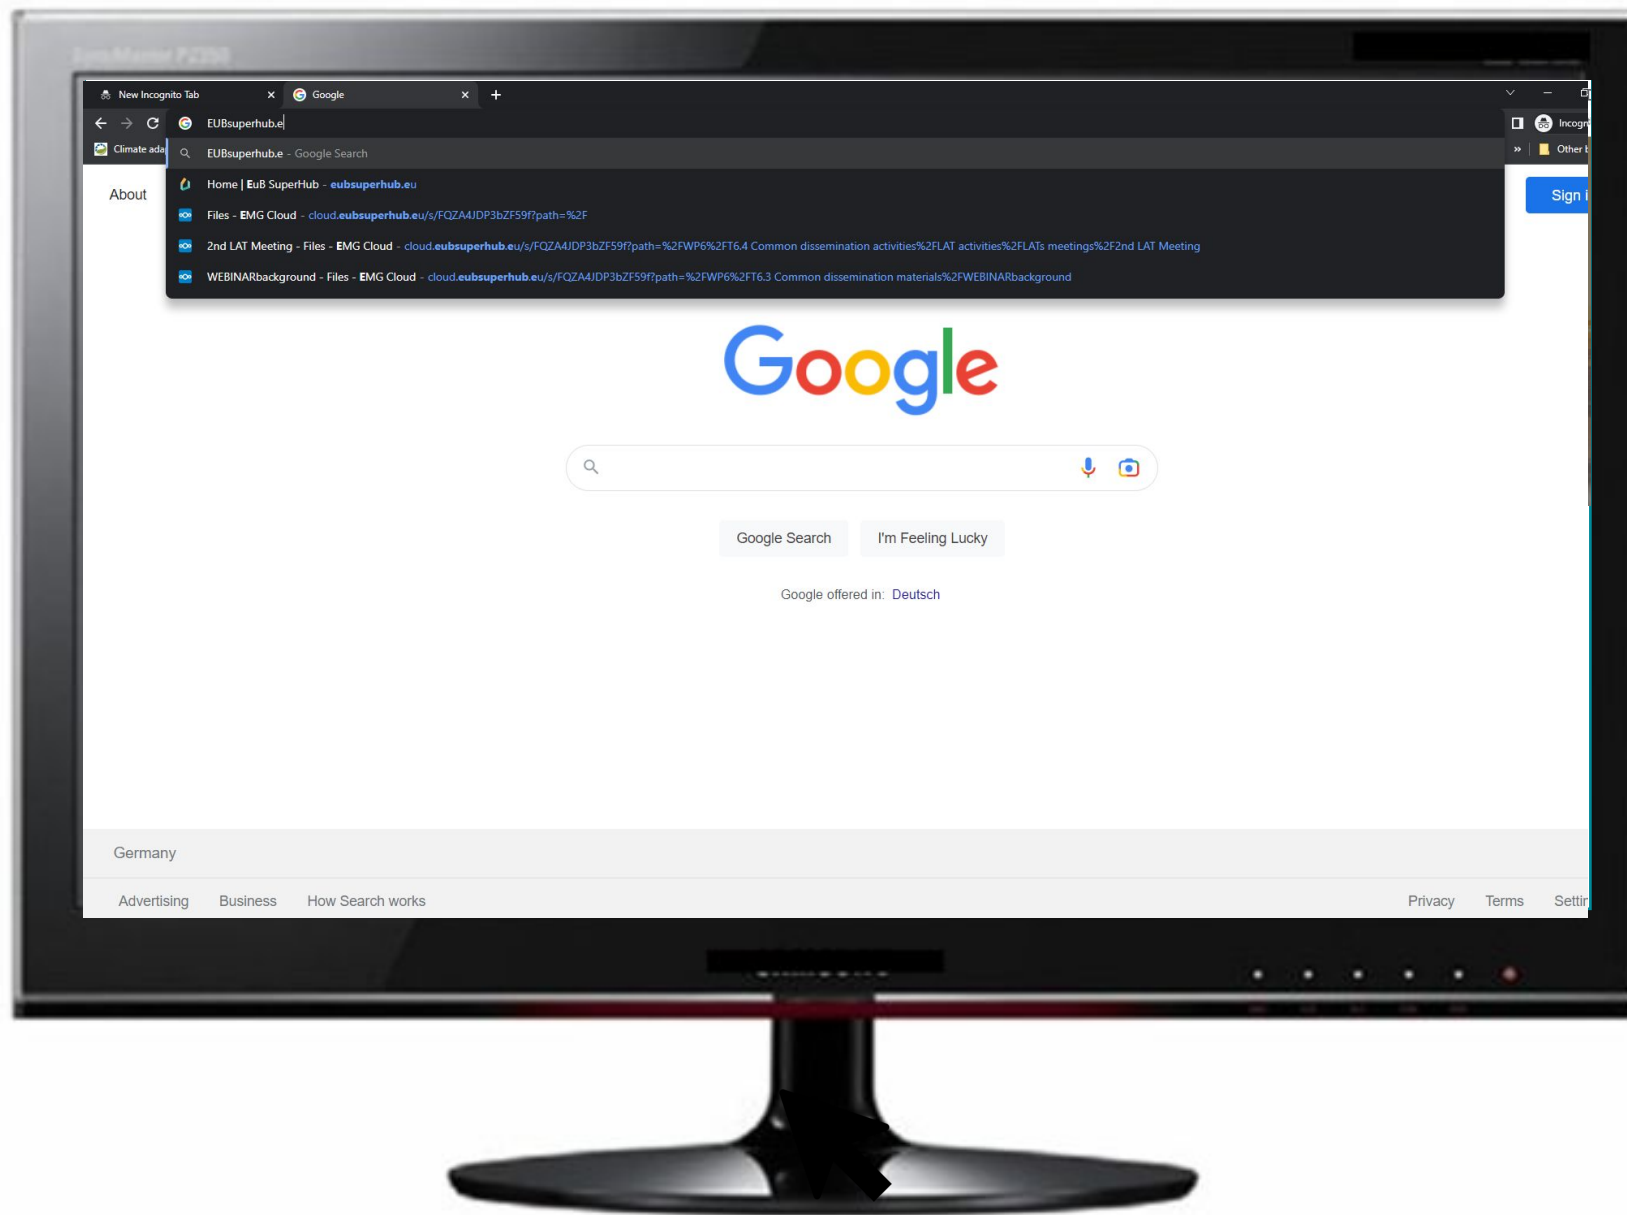 SyncMaster P2350
New Incognito Tab
Google
EUBsuperhub.e
Incogn
Climate ada
» Other b
EUBsuperhub.e - Google Search
Home | EuB SuperHub - eubsuperhub.eu
Files - EMG Cloud - cloud.eubsuperhub.eu/s/FQZA4JDP3bZF59f?path=%2F
2nd LAT Meeting - Files - EMG Cloud - cloud.eubsuperhub.eu/s/FQZA4JDP3bZF59f?path=%2FWP6%2FT6.4 Common dissemination activities%2FLAT activities%2FLATs meetings%2F2nd LAT Meeting
WEBINARbackground - Files - EMG Cloud - cloud.eubsuperhub.eu/s/FQZA4JDP3bZF59f?path=%2FWP6%2FT6.3 Common dissemination materials%2FWEBINARbackground
About
Sign i
Google
Google Search
I'm Feeling Lucky
Google offered in: Deutsch
Germany
Advertising Business How Search works
Privacy Terms Settin